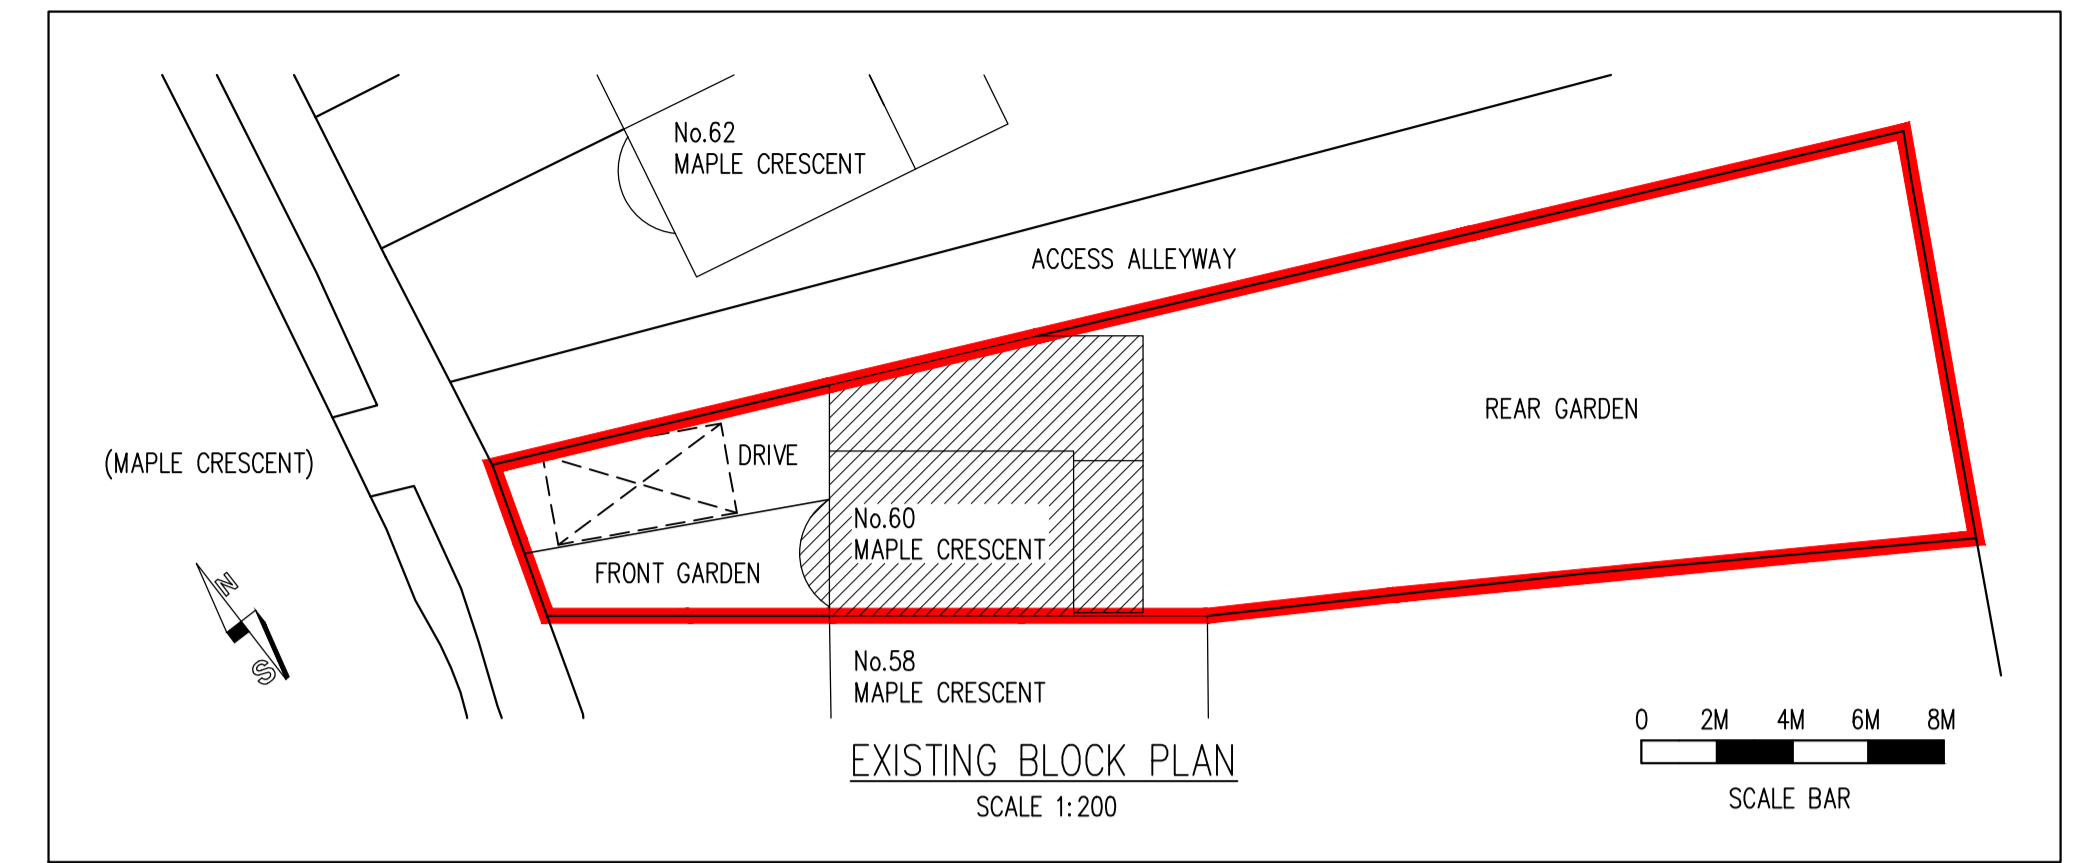 No.62
MAPLE CRESCENT
ACCESS ALLEYWAY
REAR GARDEN
(MAPLE CRESCENT)
DRIVE
No.60
MAPLE CRESCENT
FRONT GARDEN
N
S
No.58
MAPLE CRESCENT
0 2M 4M 6M 8M
SCALE BAR
EXISTING BLOCK PLAN
SCALE 1:200